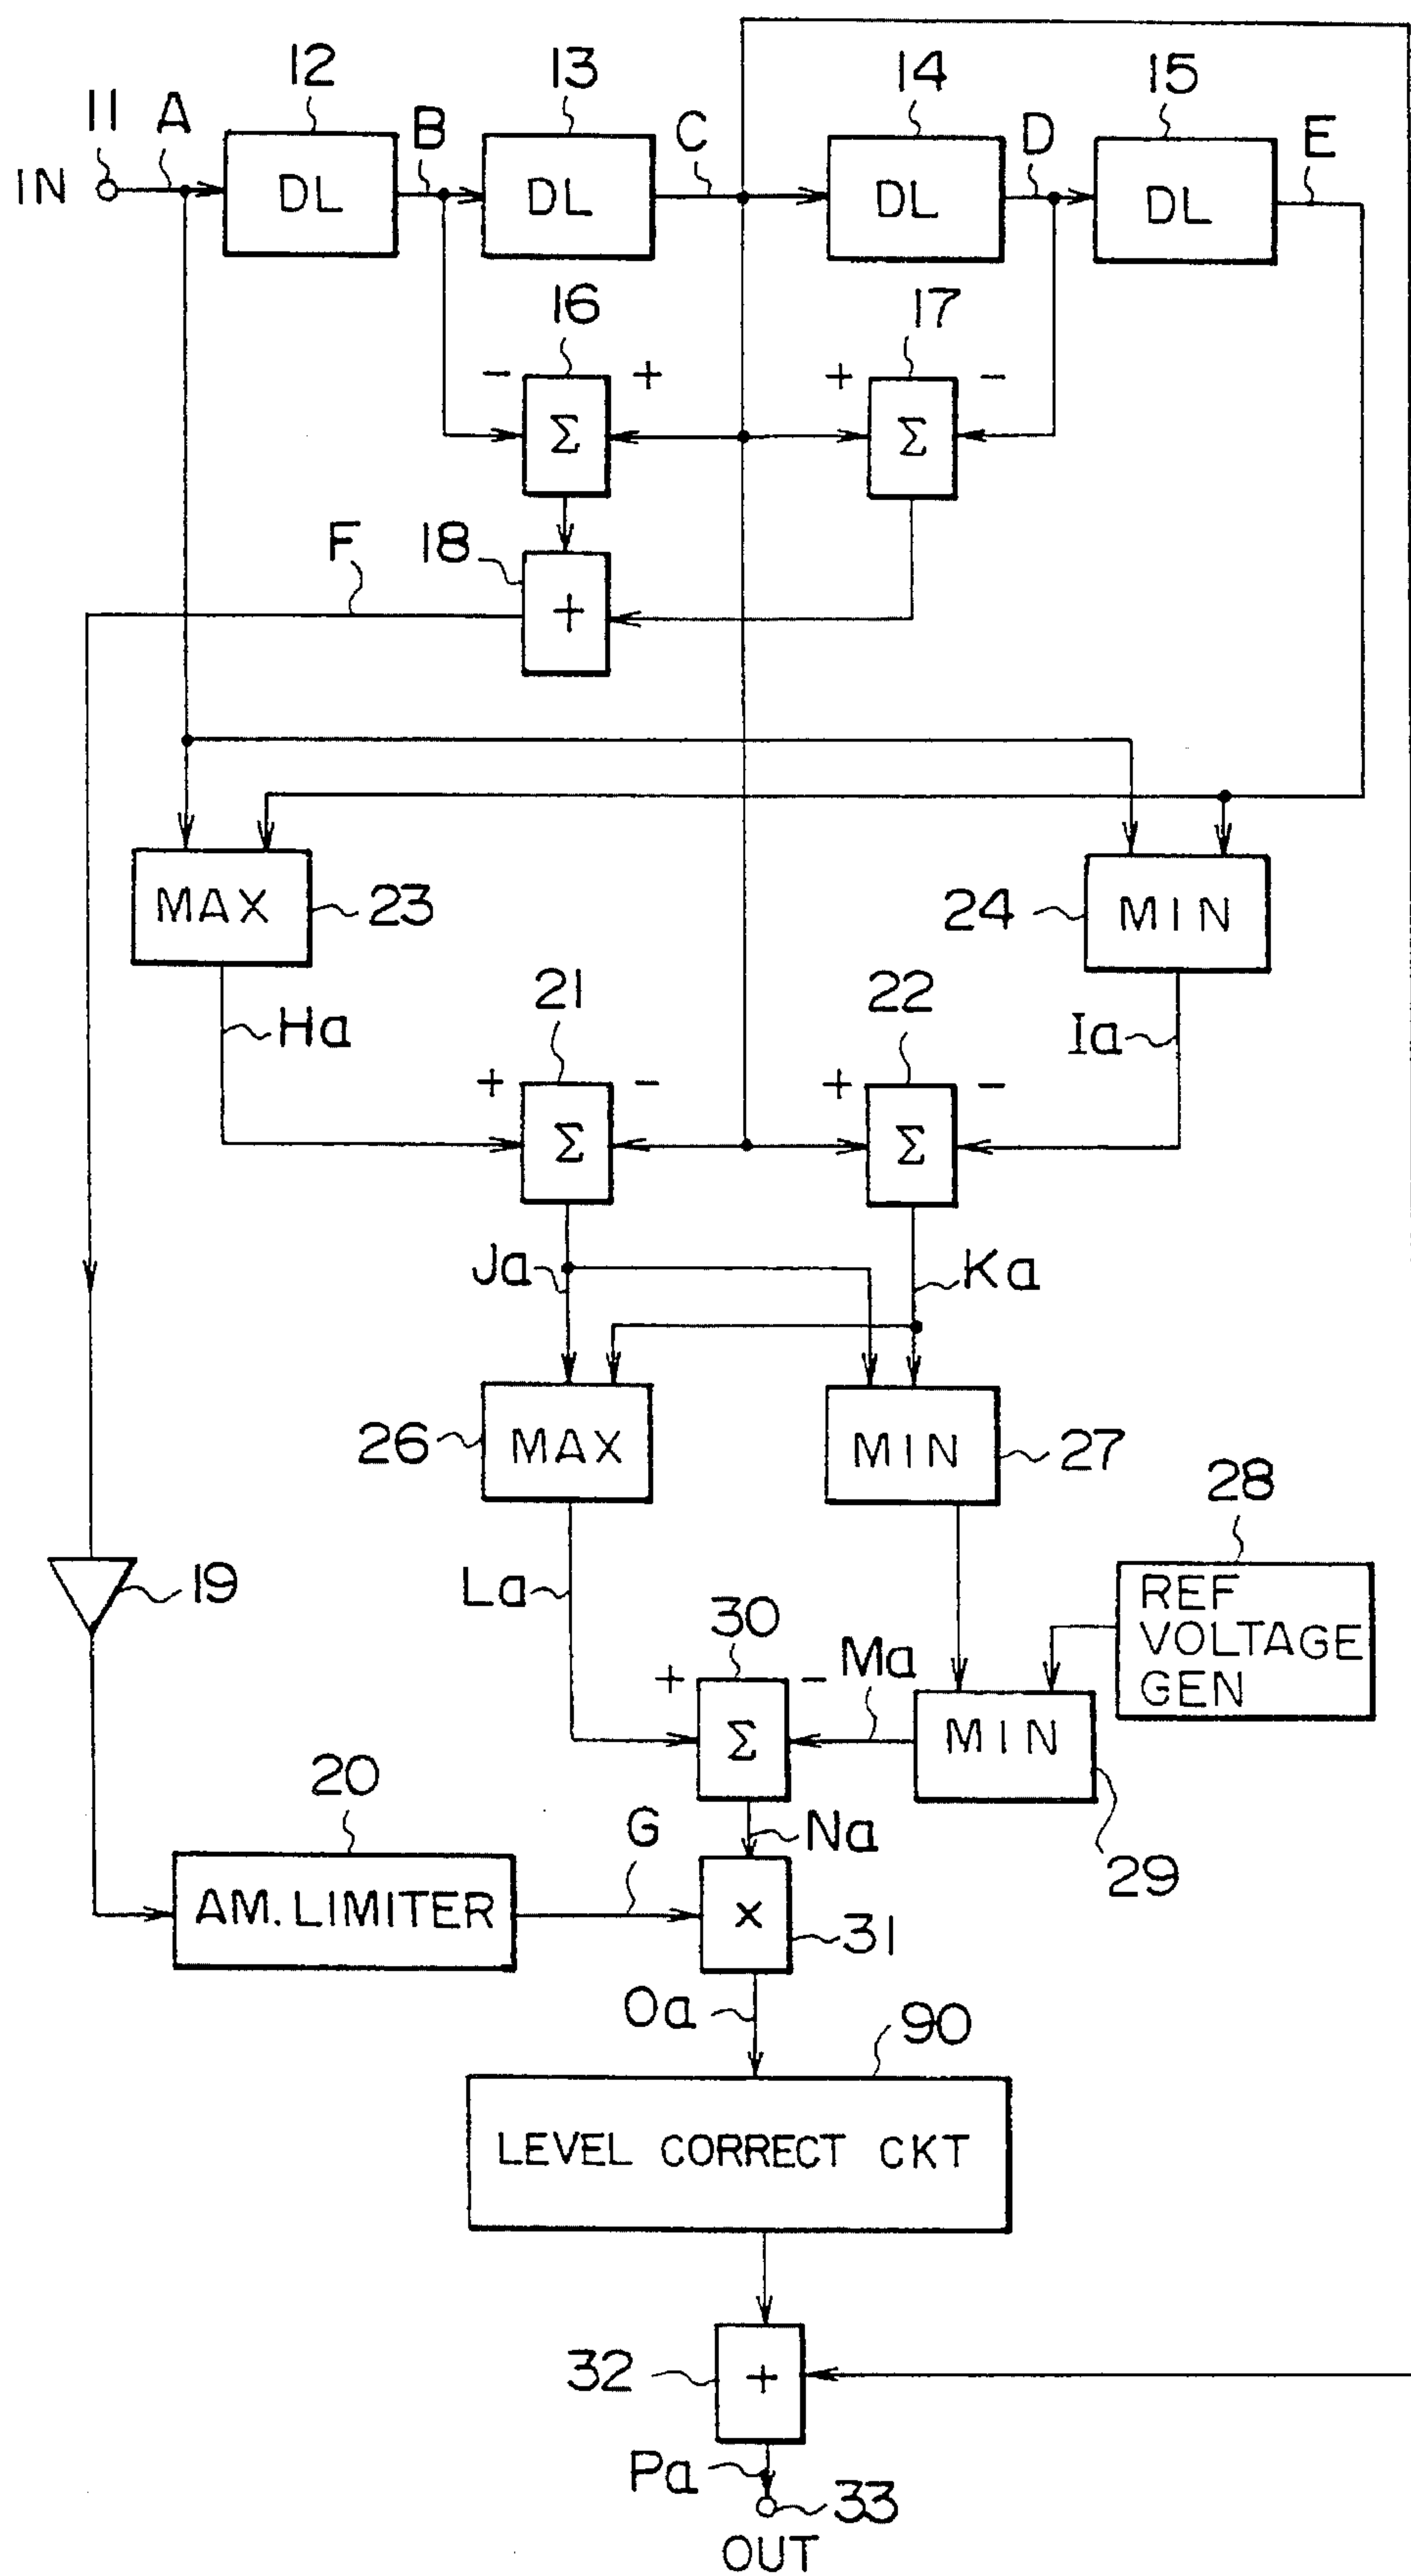 12 13 14 15
11 A B C D E
IN DL DL DL DL
16 17
- + + -
Σ Σ
F 18
+
MAX 23 24 MIN
21 22
Ha Ia
+ - + -
Σ Σ
Ja Ka
26 MAX MIN 27
28
19 La REF
VOLTAGE
GEN
30
+ - Ma
Σ MIN
20 G Na 29
AM. LIMITER × 31
Oa 90
LEVEL CORRECT CKT
32 +
Pa 33
OUT